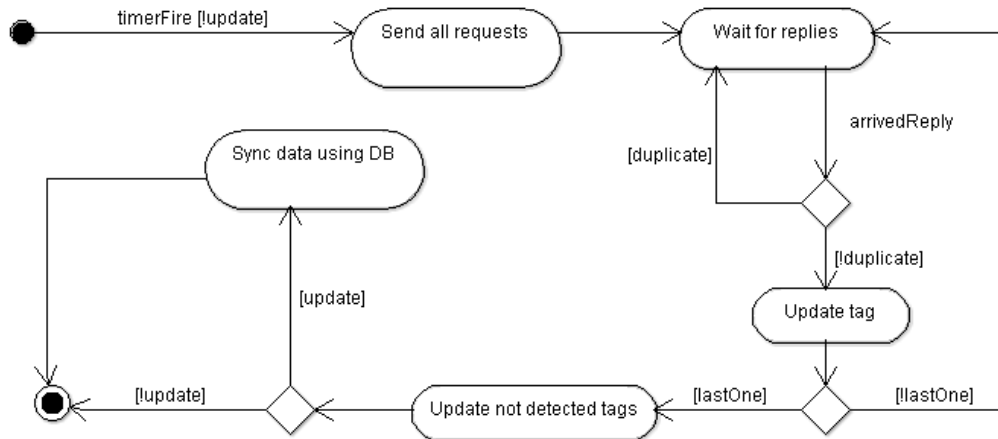 timerFire [!update]
Send all requests
Wait for replies
arrivedReply
Sync data using DB
[duplicate]
[!duplicate]
[update]
Update tag
[!update]
Update not detected tags
[lastOne]
[!lastOne]